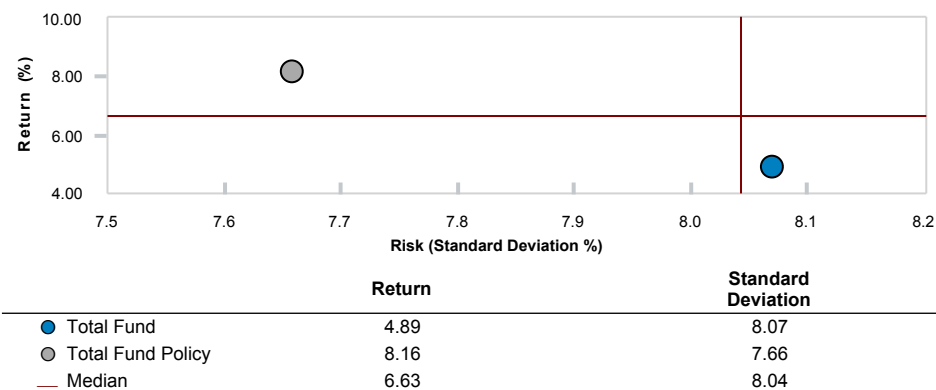 10.00
8.00
6.00
4.00
Return (%)
7.5 7.6 7.7 7.8 7.9 8.0 8.1 8.2
Risk (Standard Deviation %)
Return Standard
Deviation
Total Fund 4.89 8.07
Total Fund Policy 8.16 7.66
Median 6.63 8.04